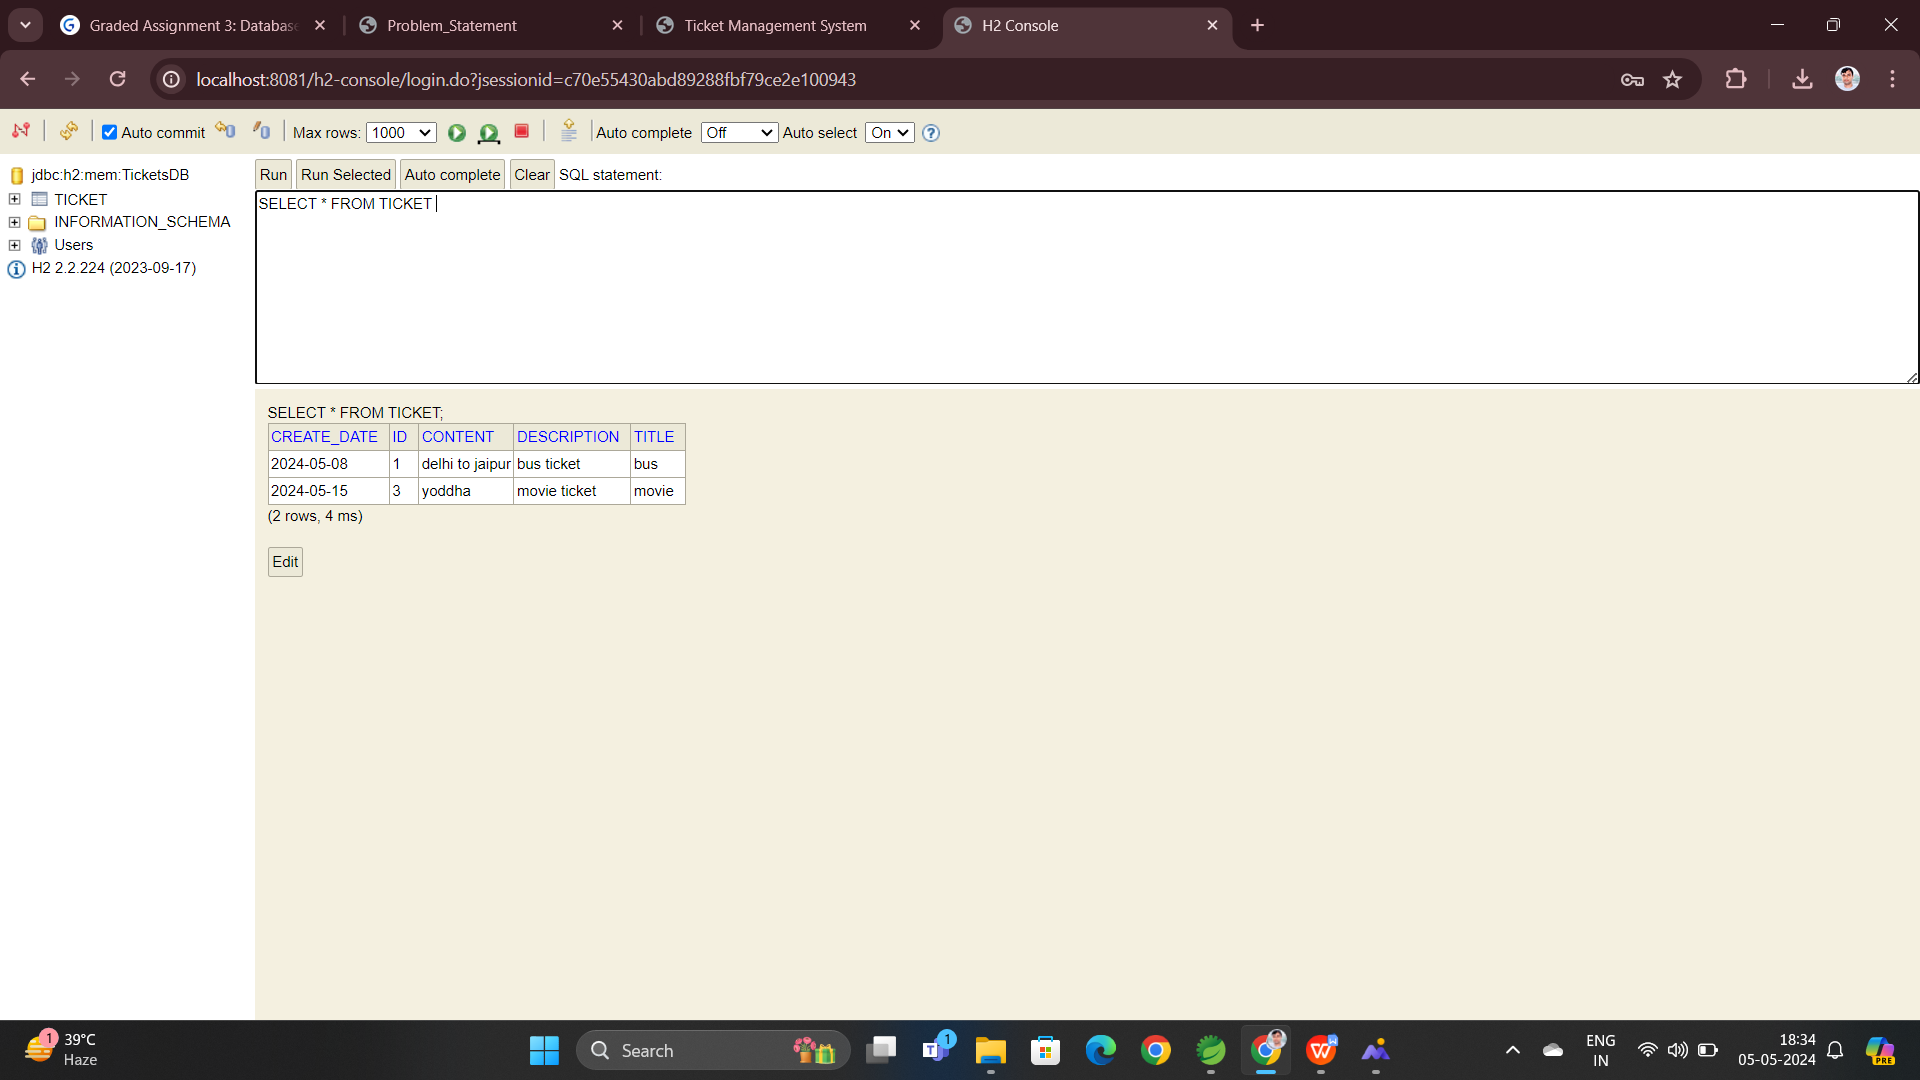 Graded Assignment 3: Databas
Problem_Statement
Ticket Management System
H2 Console
localhost:8081/h2-console/login.do?jsessionid=c70e55430abd89288fbf79ce2e100943
Auto commit
Max rows: 1000
Auto complete Off
Auto select On
jdbc:h2:mem:TicketsDB
TICKET
INFORMATION_SCHEMA
Users
H2 2.2.224 (2023-09-17)
Run Run Selected Auto complete Clear SQL statement:
SELECT * FROM TICKET
SELECT * FROM TICKET;
CREATE_DATE ID CONTENT DESCRIPTION TITLE
2024-05-08 1 delhi to jaipur bus ticket bus
2024-05-15 3 yoddha movie ticket movie
(2 rows, 4 ms)
Edit
1
39°C
Haze
Search
1
T
W
ENG
IN
18:34
05-05-2024
PRE